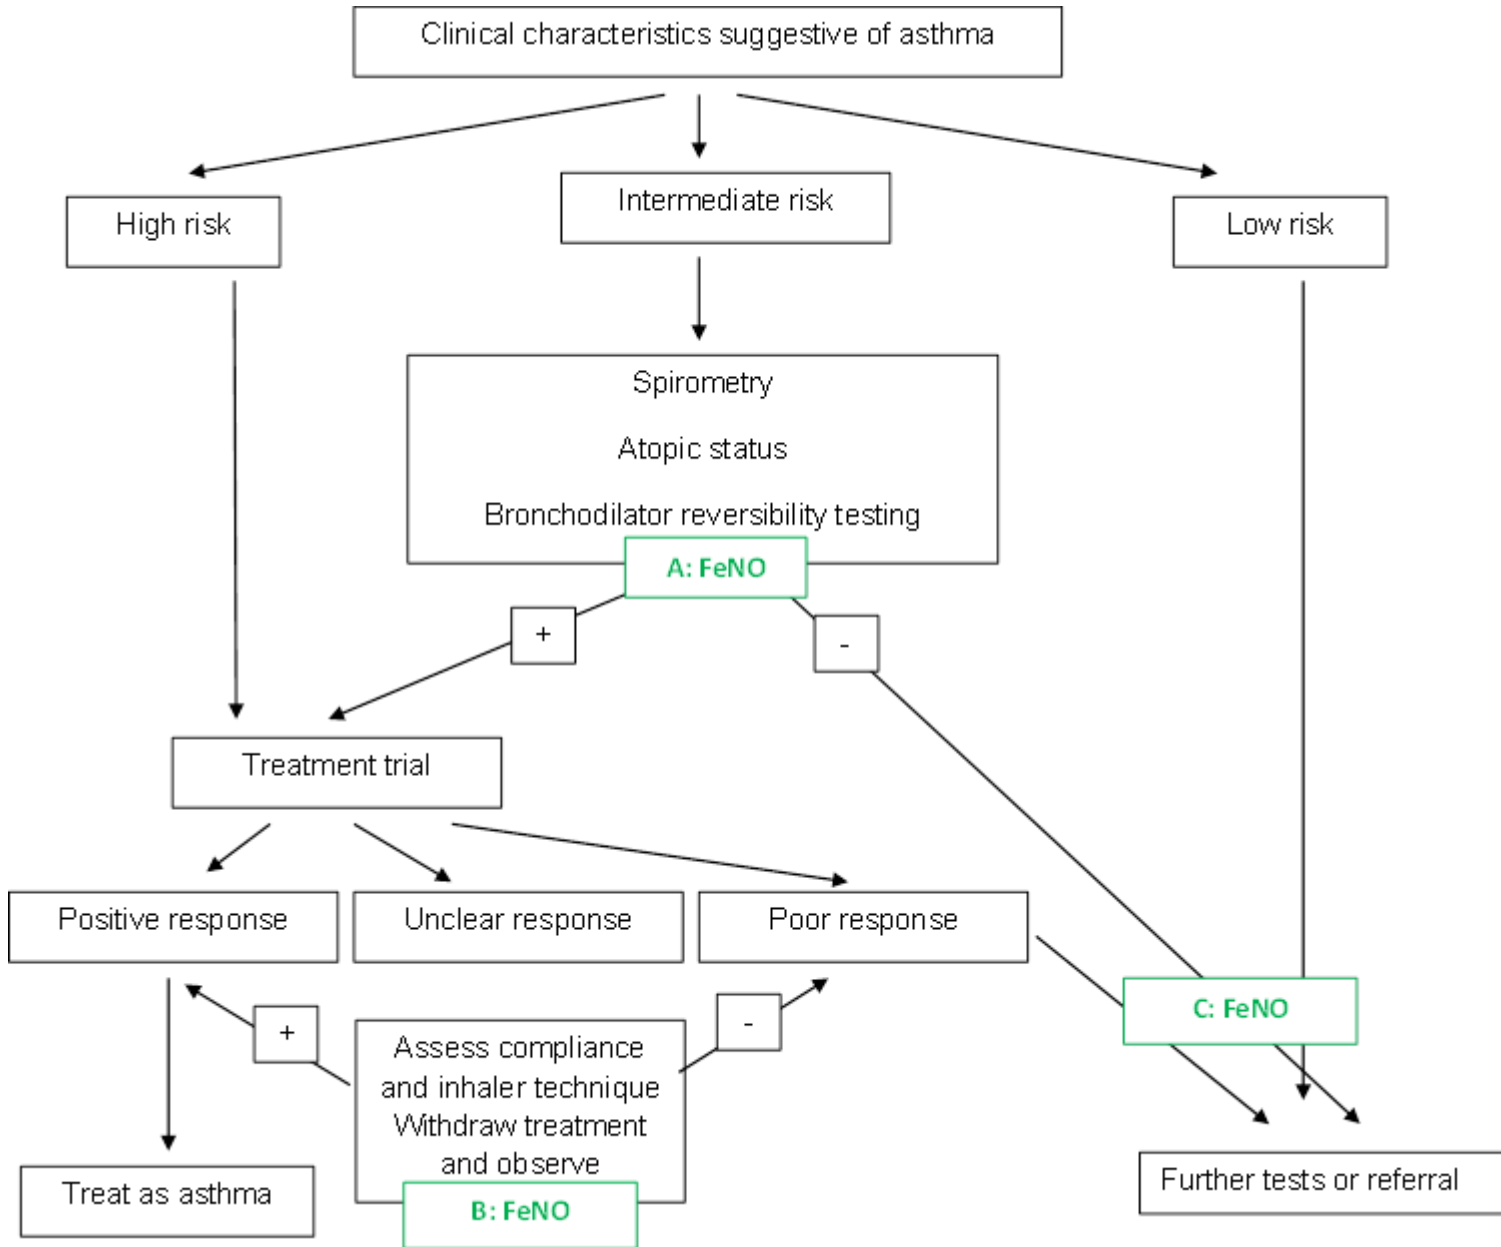 Clinical characteristics suggestive of asthma
High risk
Intermediate risk
Low risk
Spirometry
Atopic status
Bronchodilator reversibility testing
A: FeNO
+
-
Treatment trial
Positive response
Unclear response
Poor response
+
-
Assess compliance
and inhaler technique
Withdraw treatment
and observe
B: FeNO
C: FeNO
Treat as asthma
Further tests or referral